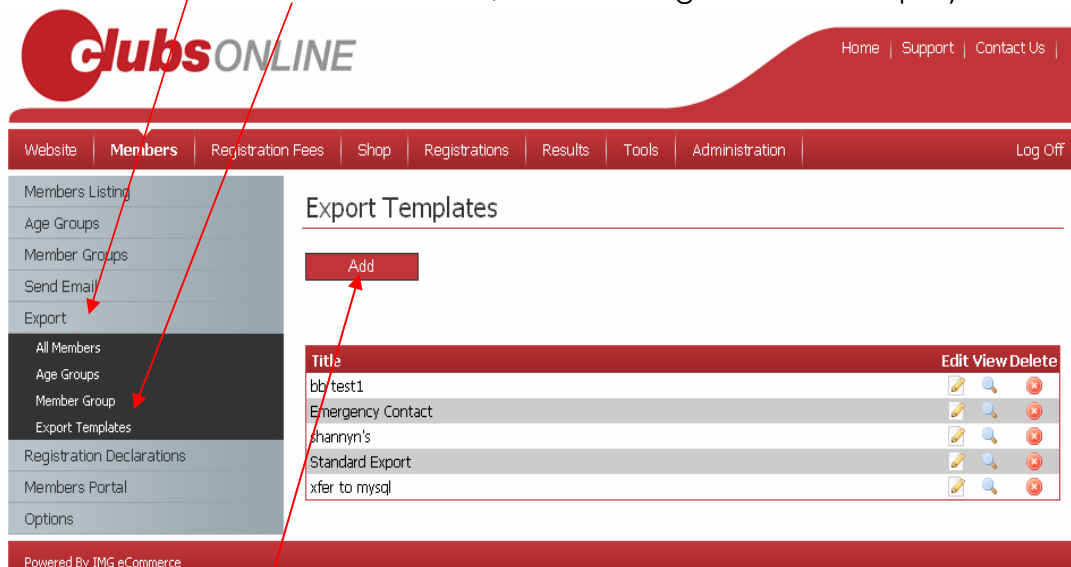 clubsONLINE
Home | Support | Contact Us |
Website | Members | Registration Fees | Shop | Registrations | Results | Tools | Administration | Log Off
Members Listing
Age Groups
Member Groups
Send Email
Export
All Members
Age Groups
Member Group
Export Templates
Registration Declarations
Members Portal
Options
Export Templates
Add
Title Edit View Delete
bb test1
Emergency Contact
shannyn's
Standard Export
xfer to mysql
Powered By IMG eCommerce